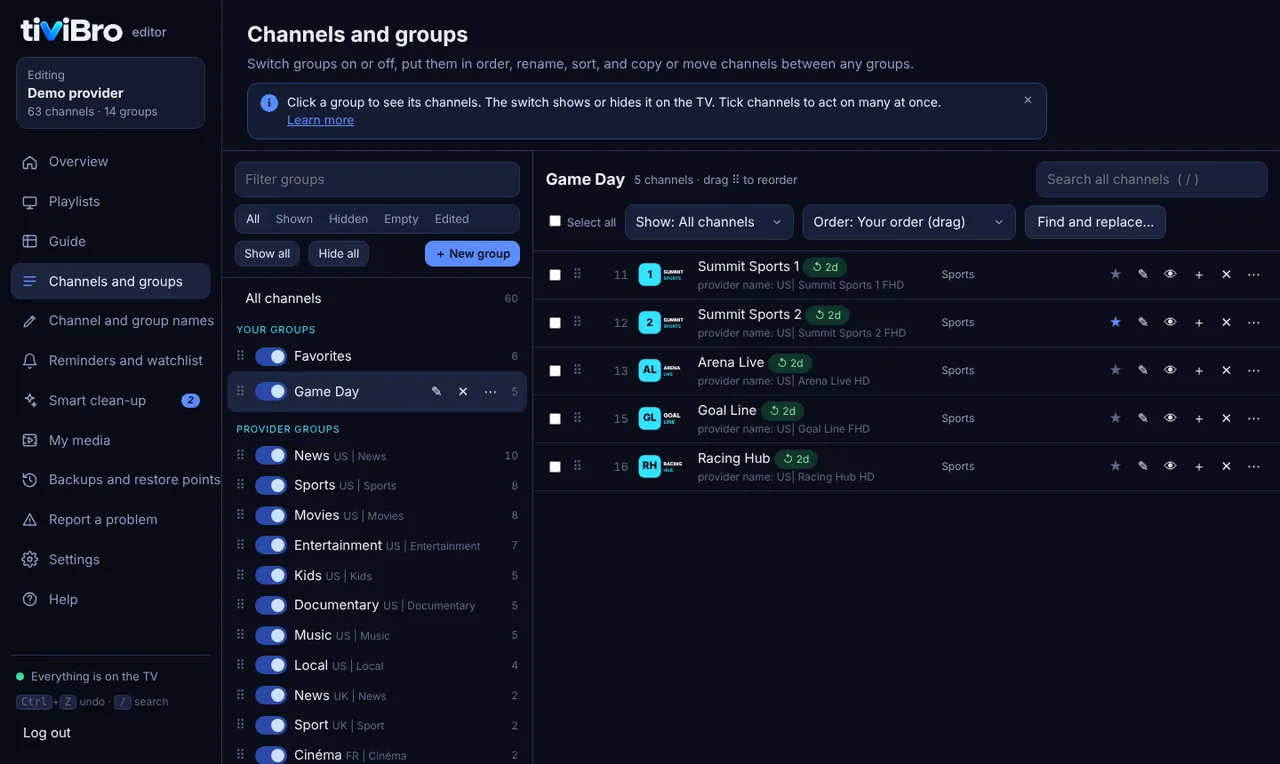 tiViBro editor
Editing
Demo provider
63 channels · 14 groups
Overview
Playlists
Guide
Channels and groups
Channel and group names
Reminders and watchlist
Smart clean-up 2
My media
Backups and restore points
Report a problem
Settings
Help
Everything is on the TV
Ctrl+Z undo · / search
Log out
Channels and groups
Switch groups on or off, put them in order, rename, sort, and copy or move channels between any groups.
Click a group to see its channels. The switch shows or hides it on the TV. Tick channels to act on many at once.
Learn more
Filter groups
All Shown Hidden Empty Edited
Show all Hide all + New group
All channels 60
YOUR GROUPS
Favorites 6
Game Day 5
PROVIDER GROUPS
News US | News 10
Sports US | Sports 8
Movies US | Movies 8
Entertainment US | Entertainment 7
Kids US | Kids 5
Documentary US | Documentary 5
Music US | Music 5
Local US | Local 4
News UK | News 2
Sport UK | Sport 2
Cinéma FR | Cinéma 2
Game Day 5 channels · drag ⠿ to reorder
Search all channels ( / )
Select all Show: All channels Order: Your order (drag) Find and replace...
11 1 SUMMIT SPORTS Summit Sports 1 2d Sports
provider name: US| Summit Sports 1 FHD
12 2 SUMMIT SPORTS Summit Sports 2 2d Sports
provider name: US| Summit Sports 2 FHD
13 AL ARENA LIVE Arena Live 2d Sports
provider name: US| Arena Live HD
15 GL GOAL LINE Goal Line 2d Sports
provider name: US| Goal Line FHD
16 RH RACING HUB Racing Hub 2d Sports
provider name: US| Racing Hub HD